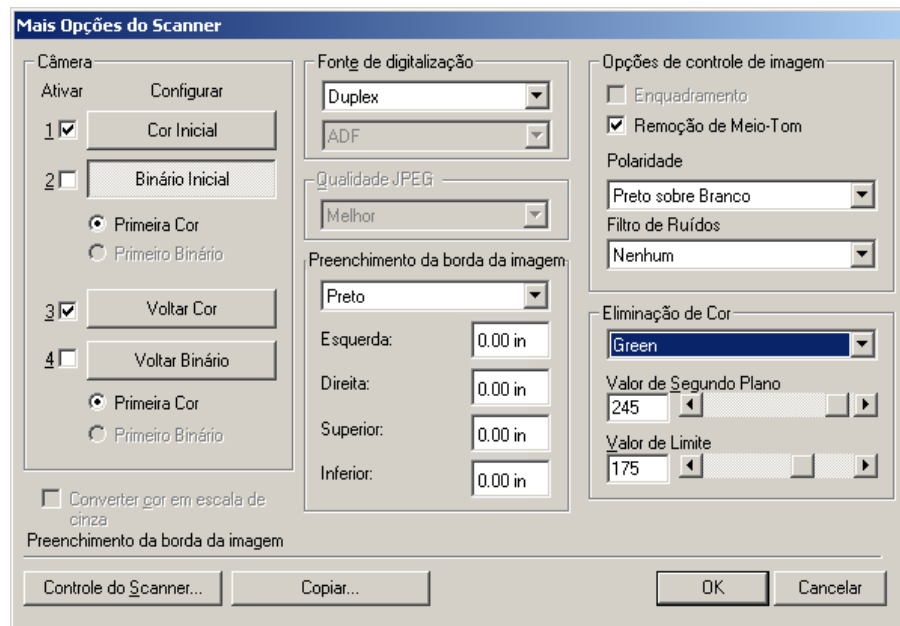 Mais Opções do Scanner
Câmera
Ativar Configurar
1 Cor Inicial
2 Binário Inicial
Primeira Cor
Primeiro Binário
3 Voltar Cor
4 Voltar Binário
Primeira Cor
Primeiro Binário
Converter cor em escala de
cinza
Fonte de digitalização
Duplex
ADF
Qualidade JPEG
Melhor
Preenchimento da borda da imagem
Preto
Esquerda: 0.00 in
Direita: 0.00 in
Superior: 0.00 in
Inferior: 0.00 in
Opções de controle de imagem
Enquadramento
Remoção de Meio-Tom
Polaridade
Preto sobre Branco
Filtro de Ruídos
Nenhum
Eliminação de Cor
Green
Valor de Segundo Plano
245
Valor de Limite
175
Preenchimento da borda da imagem
Controle do Scanner... Copiar... OK Cancelar